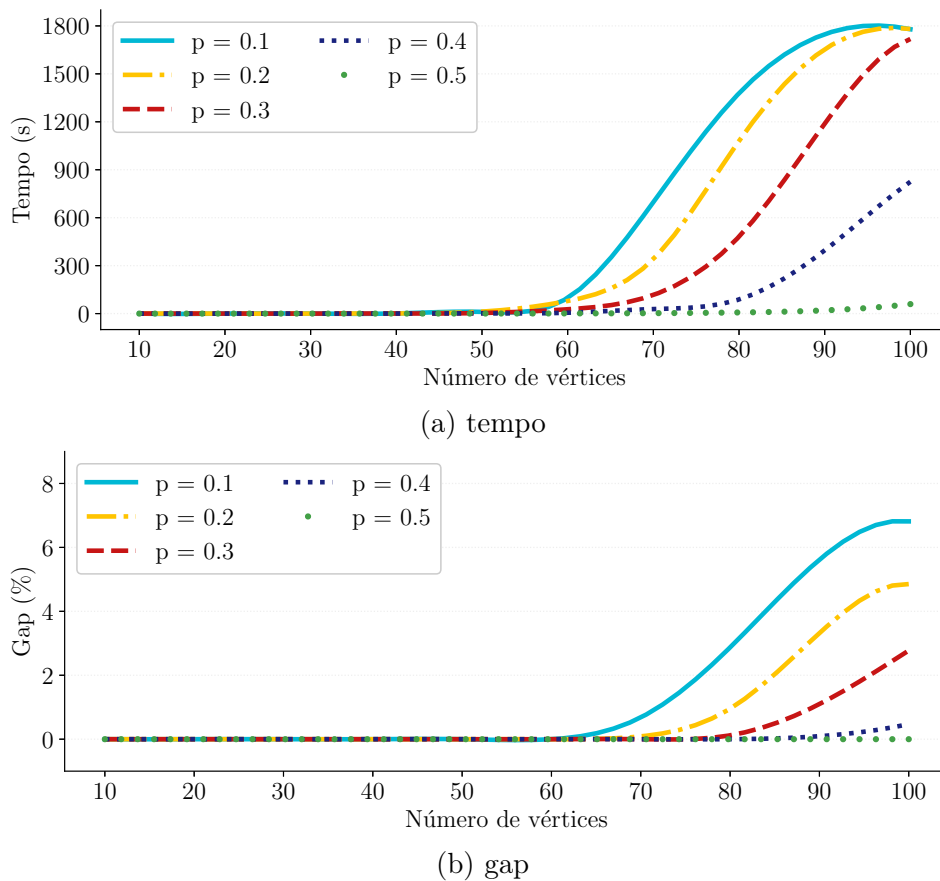 1800
1500
1200
900
600
300
0
Tempo (s)
p = 0.1
p = 0.2
p = 0.3
p = 0.4
p = 0.5
10 20 30 40 50 60 70 80 90 100
Número de vértices
(a) tempo
8
6
4
2
0
Gap (%)
p = 0.1
p = 0.2
p = 0.3
p = 0.4
p = 0.5
10 20 30 40 50 60 70 80 90 100
Número de vértices
(b) gap